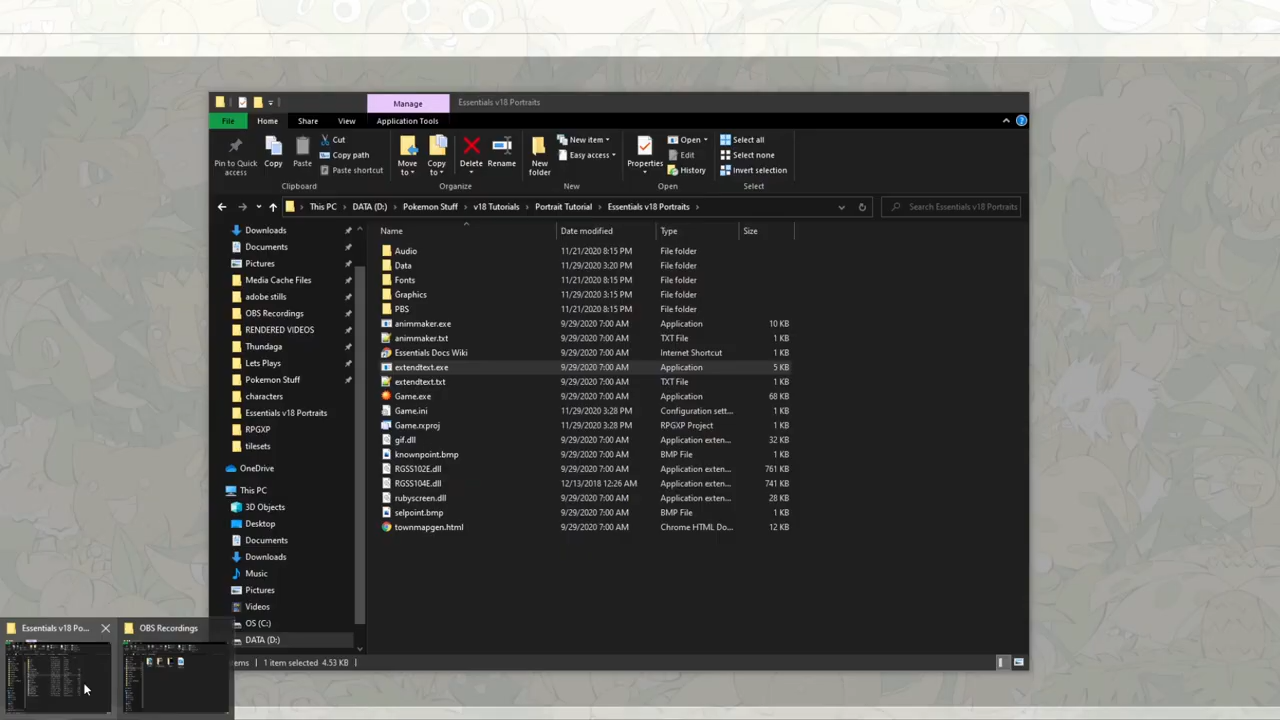 Manage
Essentials v18 Portraits
File
Home
Share
View
Application Tools
Pin to Quick access
Copy
Paste
Cut
Copy path
Paste shortcut
Clipboard
Move to
Copy to
Delete
Rename
Organize
New folder
New item
Easy access
New
Properties
Open
Edit
History
Open
Select all
Select none
Invert selection
Select
This PC > DATA (D:) > Pokemon Stuff > v18 Tutorials > Portrait Tutorial > Essentials v18 Portraits >
Search Essentials v18 Portraits
Name Date modified Type Size
Downloads
Documents
Pictures
Media Cache Files
adobe stills
OBS Recordings
RENDERED VIDEOS
Thundaga
Lets Plays
Pokemon Stuff
characters
Essentials v18 Portraits
RPGXP
tilesets
OneDrive
This PC
3D Objects
Desktop
Documents
Downloads
Music
Pictures
Videos
OS (C:)
DATA (D:)
Audio 11/21/2020 8:15 PM File folder
Data 11/29/2020 3:20 PM File folder
Fonts 11/21/2020 8:15 PM File folder
Graphics 11/29/2020 3:15 PM File folder
PBS 11/21/2020 8:15 PM File folder
animmaker.exe 9/29/2020 7:00 AM Application 10 KB
animmaker.txt 9/29/2020 7:00 AM TXT File 1 KB
Essentials Docs Wiki 9/29/2020 7:00 AM Internet Shortcut 1 KB
extendtext.exe 9/29/2020 7:00 AM Application 5 KB
extendtext.txt 9/29/2020 7:00 AM TXT File 1 KB
Game.exe 9/29/2020 7:00 AM Application 68 KB
Game.ini 11/29/2020 3:28 PM Configuration sett... 1 KB
Game.rxproj 11/29/2020 3:28 PM RPGXP Project 1 KB
gif.dll 9/29/2020 7:00 AM Application exten... 32 KB
knownpoint.bmp 9/29/2020 7:00 AM BMP File 1 KB
RGSS102E.dll 9/29/2020 7:00 AM Application exten... 761 KB
RGSS104E.dll 12/13/2018 12:26 AM Application exten... 741 KB
rubyscreen.dll 9/29/2020 7:00 AM Application exten... 28 KB
selpoint.bmp 9/29/2020 7:00 AM BMP File 1 KB
townmapgen.html 9/29/2020 7:00 AM Chrome HTML Do... 12 KB
ems
1 item selected 4.53 KB
Essentials v18 Po...
OBS Recordings